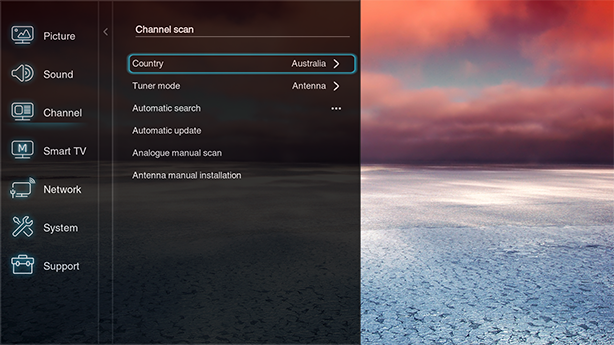 Channel scan
Picture
Country Australia
Sound
Tuner mode Antenna
Automatic search
Channel
Automatic update
Smart TV
Analogue manual scan
Antenna manual installation
Network
System
Support